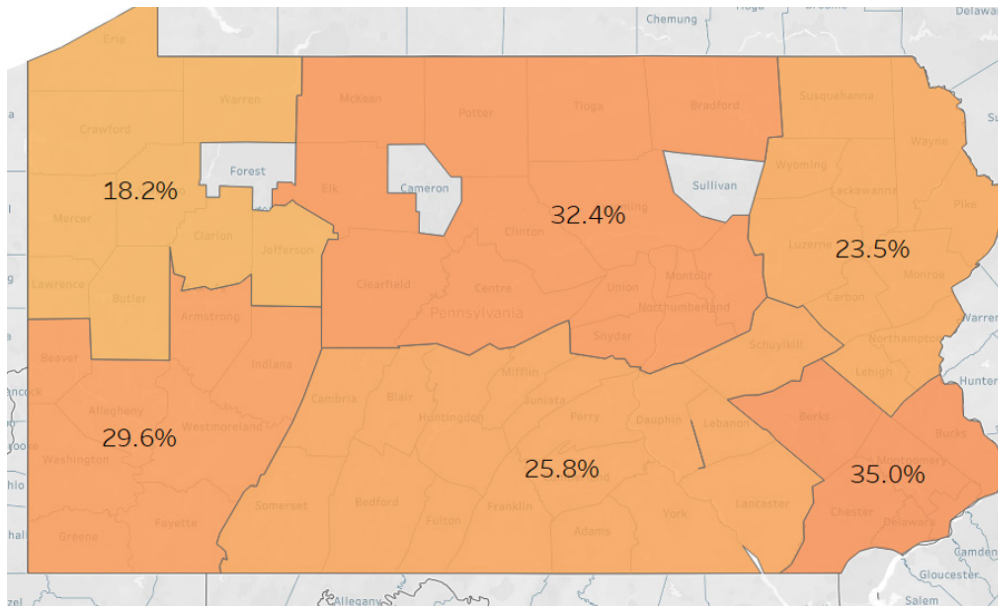 Chemung
Tioga
Broome
Delaware
Erie
Warren
McKean
Potter
Tioga
Bradford
Susquehanna
Crawford
Wayne
Forest
Wyoming
Lackawanna
Elk
Cameron
Sullivan
18.2%
32.4%
Pike
Mercer
Clarion
Clinton
Jefferson
Luzerne
23.5%
Monroe
Lawrence
Butler
Clearfield
Centre
Union
Montour
Carbon
Armstrong
Pennsylvania
Northumberland
Warren
Snyder
Northampton
Schuylkill
Beaver
Indiana
Mifflin
Lehigh
Hunter
Cambria
Blair
Juniata
Allegheny
Huntingdon
Perry
Dauphin
Lebanon
Berks
Westmoreland
Bucks
29.6%
Washington
25.8%
Montgomery
35.0%
Somerset
Bedford
Franklin
Lancaster
Fulton
York
Chester
Fayette
Delaware
Greene
Adams
Camden
Gloucester
Allegany
Salem